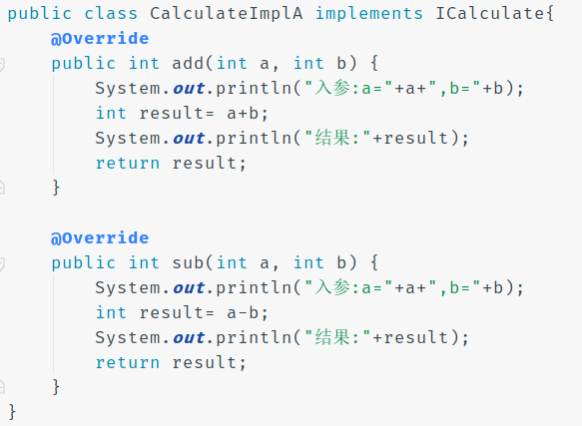 public class CalculateImplA implements ICalculate{
@Override
public int add(int a, int b) {
System.out.println("入参:a="+a+",b="+b);
int result= a+b;
System.out.println("结果:"+result);
return result;
}
@Override
public int sub(int a, int b) {
System.out.println("入参:a="+a+",b="+b);
int result= a-b;
System.out.println("结果:"+result);
return result;
}
}